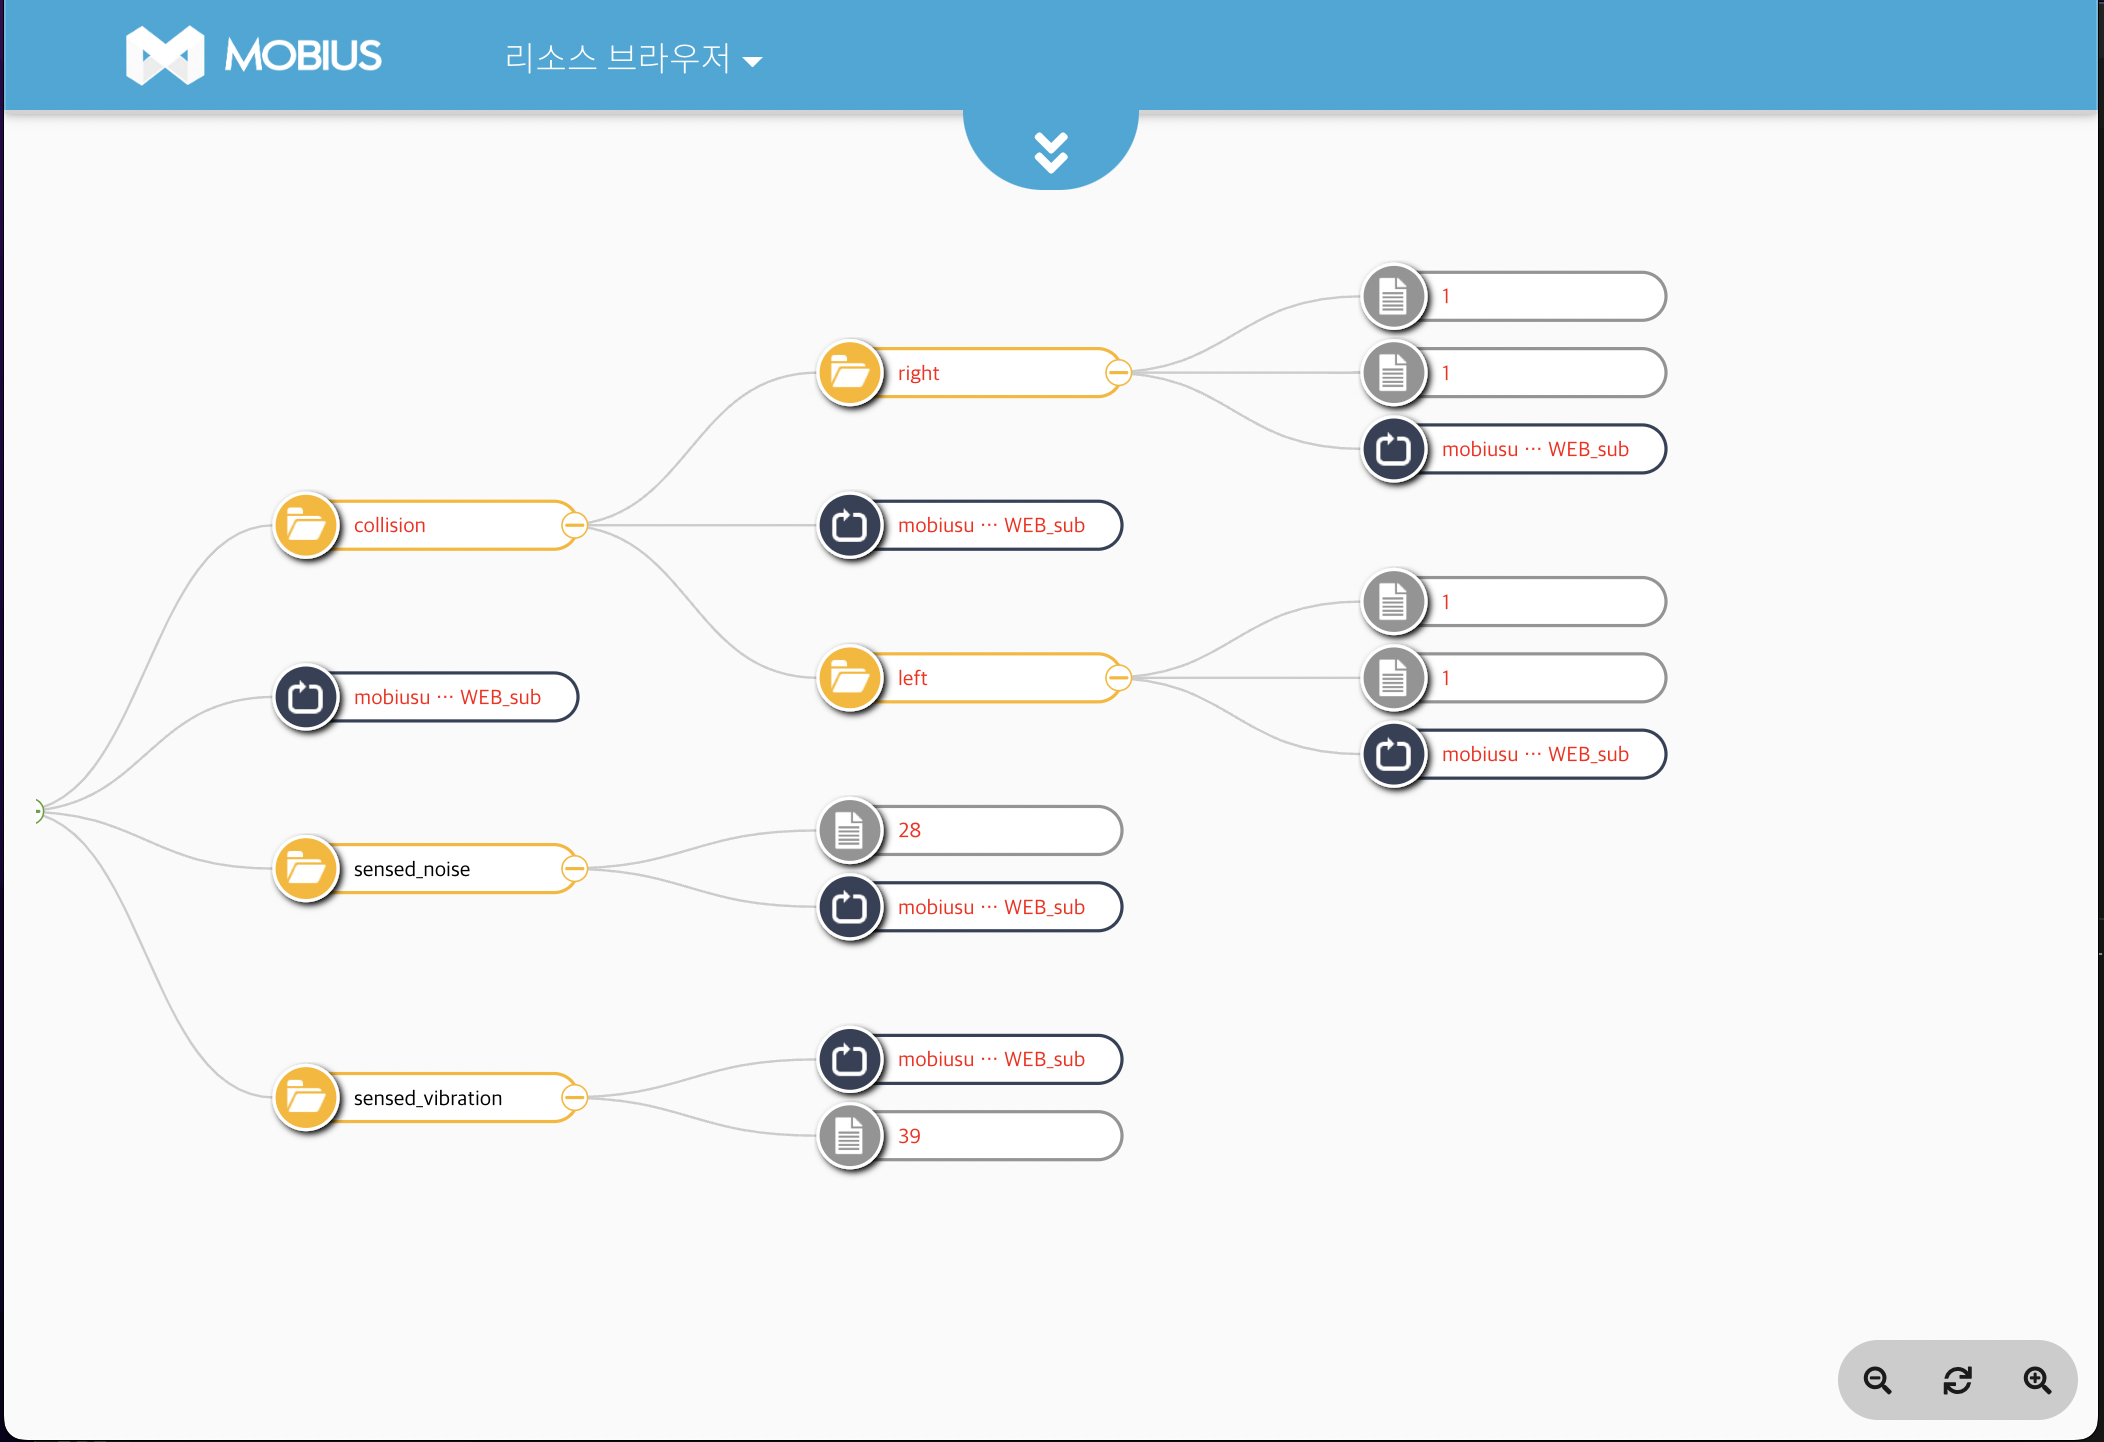 MOBIUS
리소스 브라우저
1
right
1
mobiusu ··· WEB_sub
collision
mobiusu ··· WEB_sub
1
mobiusu ··· WEB_sub
left
1
mobiusu ··· WEB_sub
28
sensed_noise
mobiusu ··· WEB_sub
mobiusu ··· WEB_sub
sensed_vibration
39